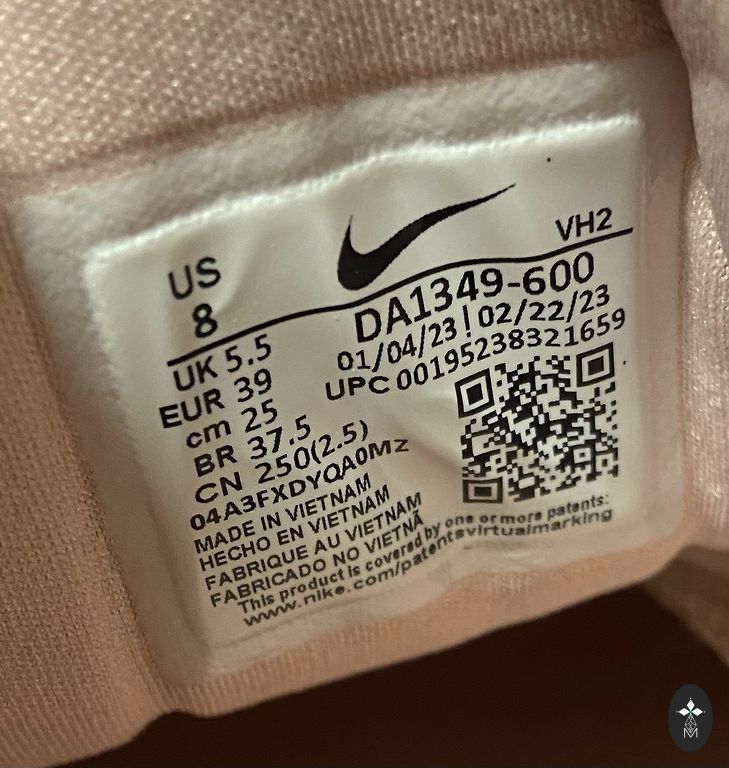 VH2
US
8
DA1349-600
01/04/23 | 02/22/23
UPC 00195238321659
UK 5.5
EUR 39
cm 25
BR 37.5
CN 250(2.5)
04A3FXDYQA0Mz
MADE IN VIETNAM
HECHO EN VIETNAM
FABRIQUE AU VIETNAM
FABRICADO NO VIETNÃ
This product is covered by one or more patents:
www.nike.com/patentsvirtualmarking
M